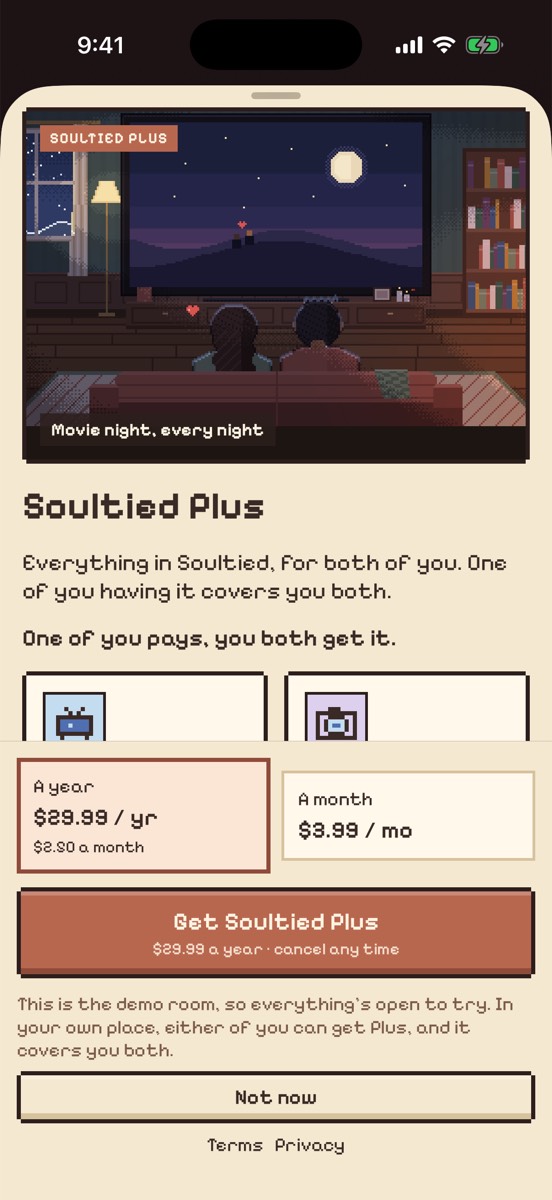 9:41
SOULTIED PLUS
Movie night, every night
Soultied Plus
Everything in Soultied, for both of you. One
of you having it covers you both.
One of you pays, you both get it.
A year
$29.99 / yr
$2.50 a month
A month
$3.99 / mo
Get Soultied Plus
$29.99 a year · cancel any time
This is the demo room, so everything's open to try. In
your own place, either of you can get Plus, and it
covers you both.
Not now
Terms Privacy